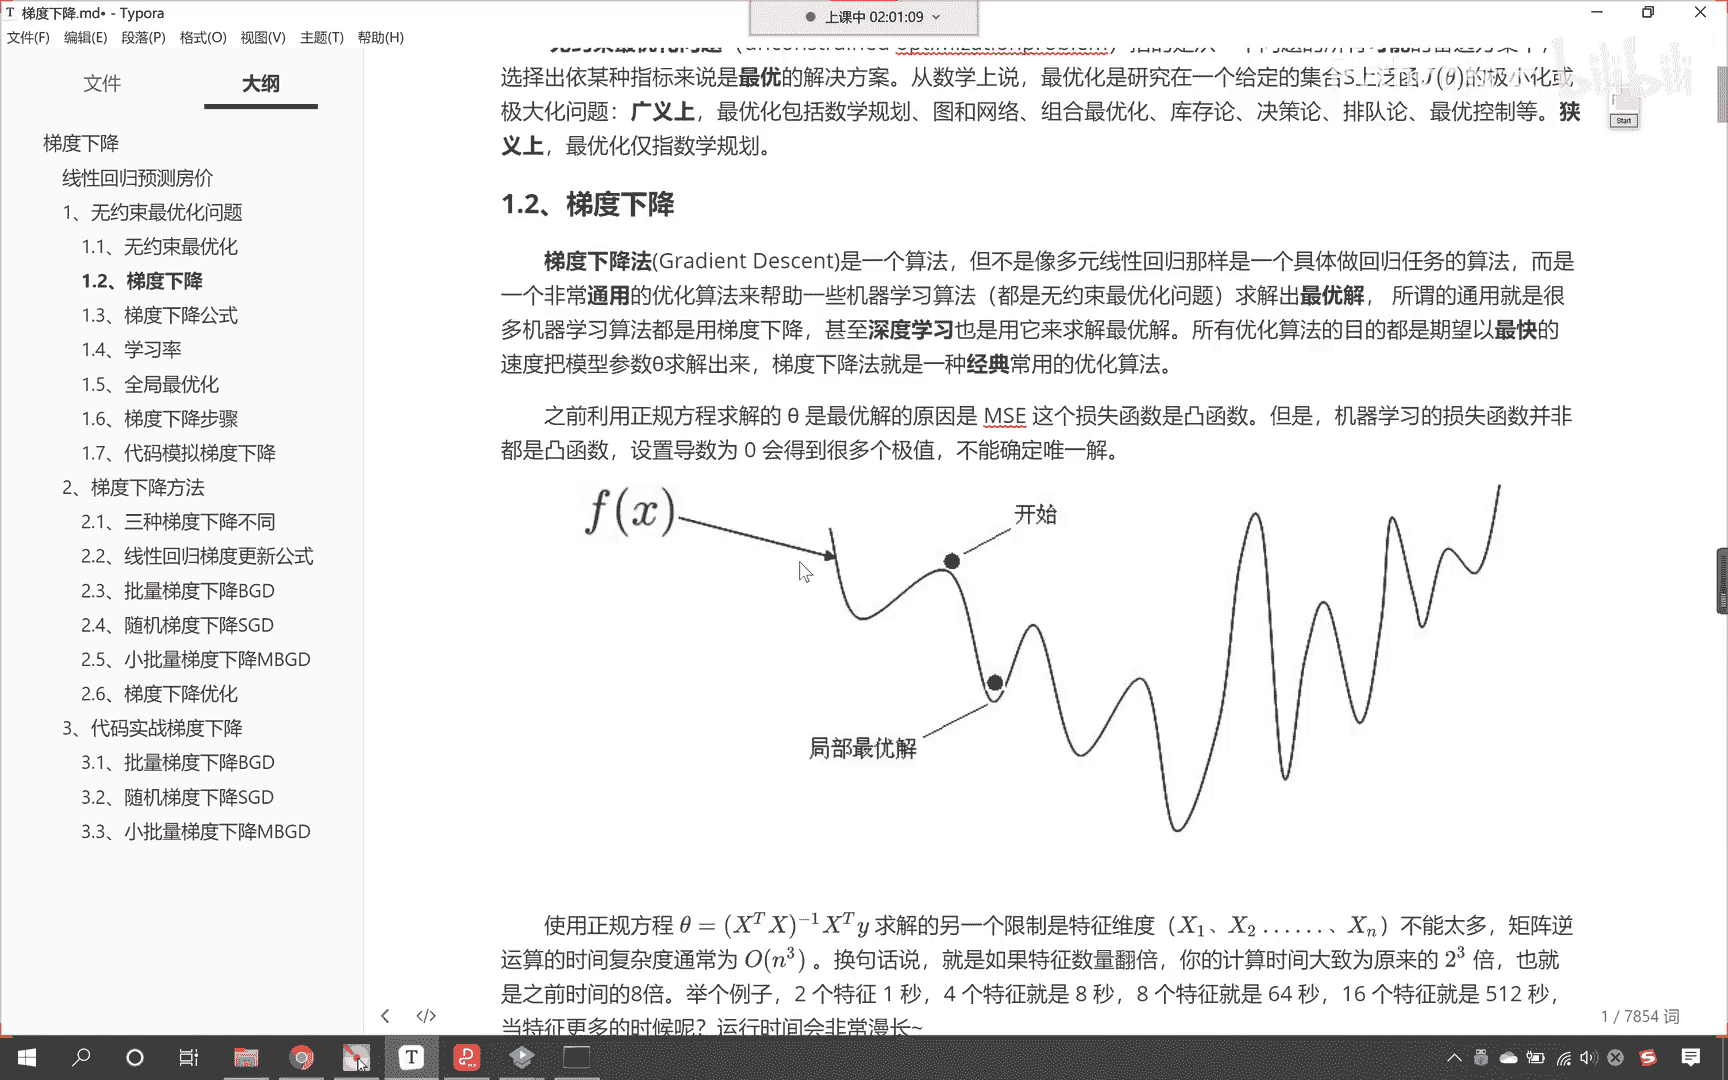 梯度下降.md• - Typora
上课中 02:01:09
文件(F) 编辑(E) 段落(P) 格式(O) 视图(V) 主题(T) 帮助(H)
文件 大纲
梯度下降
线性回归预测房价
1、无约束最优化问题
1.1、无约束最优化
1.2、梯度下降
1.3、梯度下降公式
1.4、学习率
1.5、全局最优化
1.6、梯度下降步骤
1.7、代码模拟梯度下降
2、梯度下降方法
2.1、三种梯度下降不同
2.2、线性回归梯度更新公式
2.3、批量梯度下降BGD
2.4、随机梯度下降SGD
2.5、小批量梯度下降MBGD
2.6、梯度下降优化
3、代码实战梯度下降
3.1、批量梯度下降BGD
3.2、随机梯度下降SGD
3.3、小批量梯度下降MBGD
无约束最优化问题（unconstrained optimizationproblem）指的是从一个问题的所有可能的备选方案中，
选择出依某种指标来说是最优的解决方案。从数学上说，最优化是研究在一个给定的集合S上泛函J(θ)的极小化或
极大化问题：广义上，最优化包括数学规划、图和网络、组合最优化、库存论、决策论、排队论、最优控制等。狭
义上，最优化仅指数学规划。
Start
1.2、梯度下降
梯度下降法(Gradient Descent)是一个算法，但不是像多元线性回归那样是一个具体做回归任务的算法，而是
一个非常通用的优化算法来帮助一些机器学习算法（都是无约束最优化问题）求解出最优解， 所谓的通用就是很
多机器学习算法都是用梯度下降，甚至深度学习也是用它来求解最优解。所有优化算法的目的都是期望以最快的
速度把模型参数θ求解出来，梯度下降法就是一种经典常用的优化算法。
之前利用正规方程求解的 θ 是最优解的原因是 MSE 这个损失函数是凸函数。但是，机器学习的损失函数并非
都是凸函数，设置导数为 0 会得到很多个极值，不能确定唯一解。
f(x)
开始
局部最优解
使用正规方程 θ = (X^T X)^{-1} X^T y 求解的另一个限制是特征维度（X_1、X_2 ......、X_n）不能太多，矩阵逆
运算的时间复杂度通常为 O(n^3) 。换句话说，就是如果特征数量翻倍，你的计算时间大致为原来的 2^3 倍，也就
是之前时间的8倍。举个例子，2 个特征 1 秒，4 个特征就是 8 秒，8 个特征就是 64 秒，16 个特征就是 512 秒，
当特征更多的时候呢？运行时间会非常漫长~
1 / 7854 词